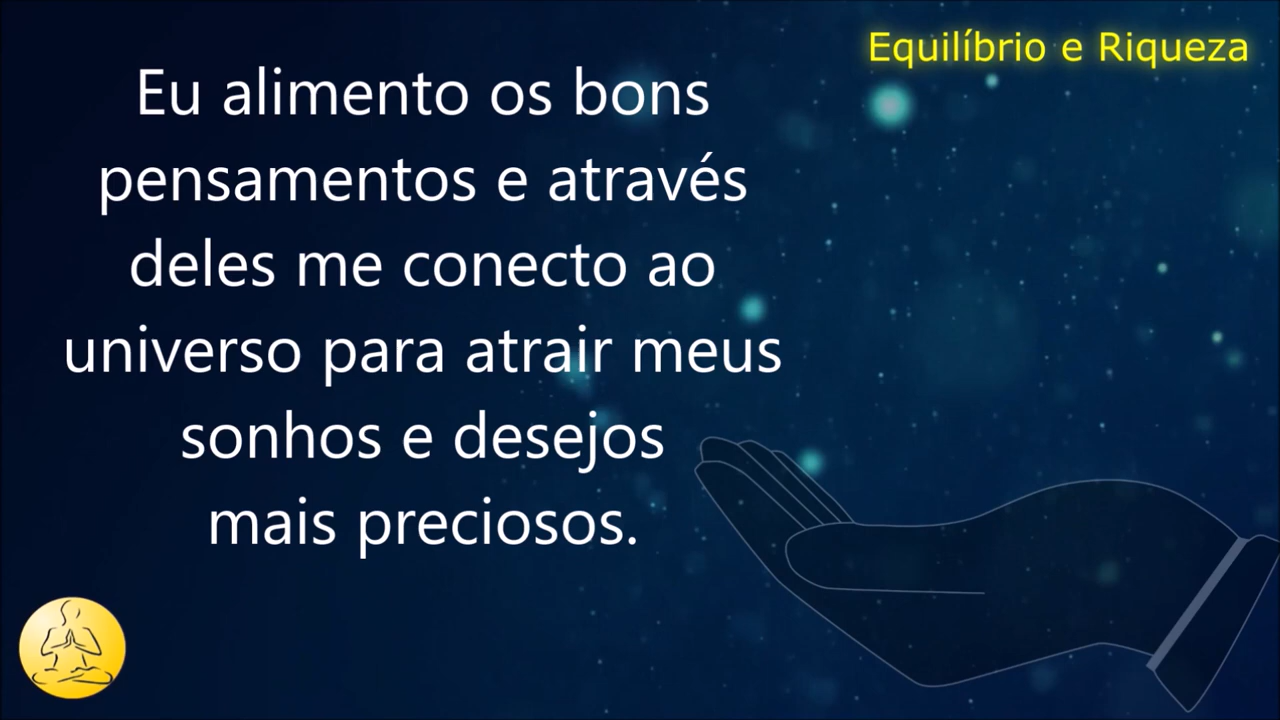 Equilíbrio e Riqueza
Eu alimento os bons
pensamentos e através
deles me conecto ao
universo para atrair meus
sonhos e desejos
mais preciosos.